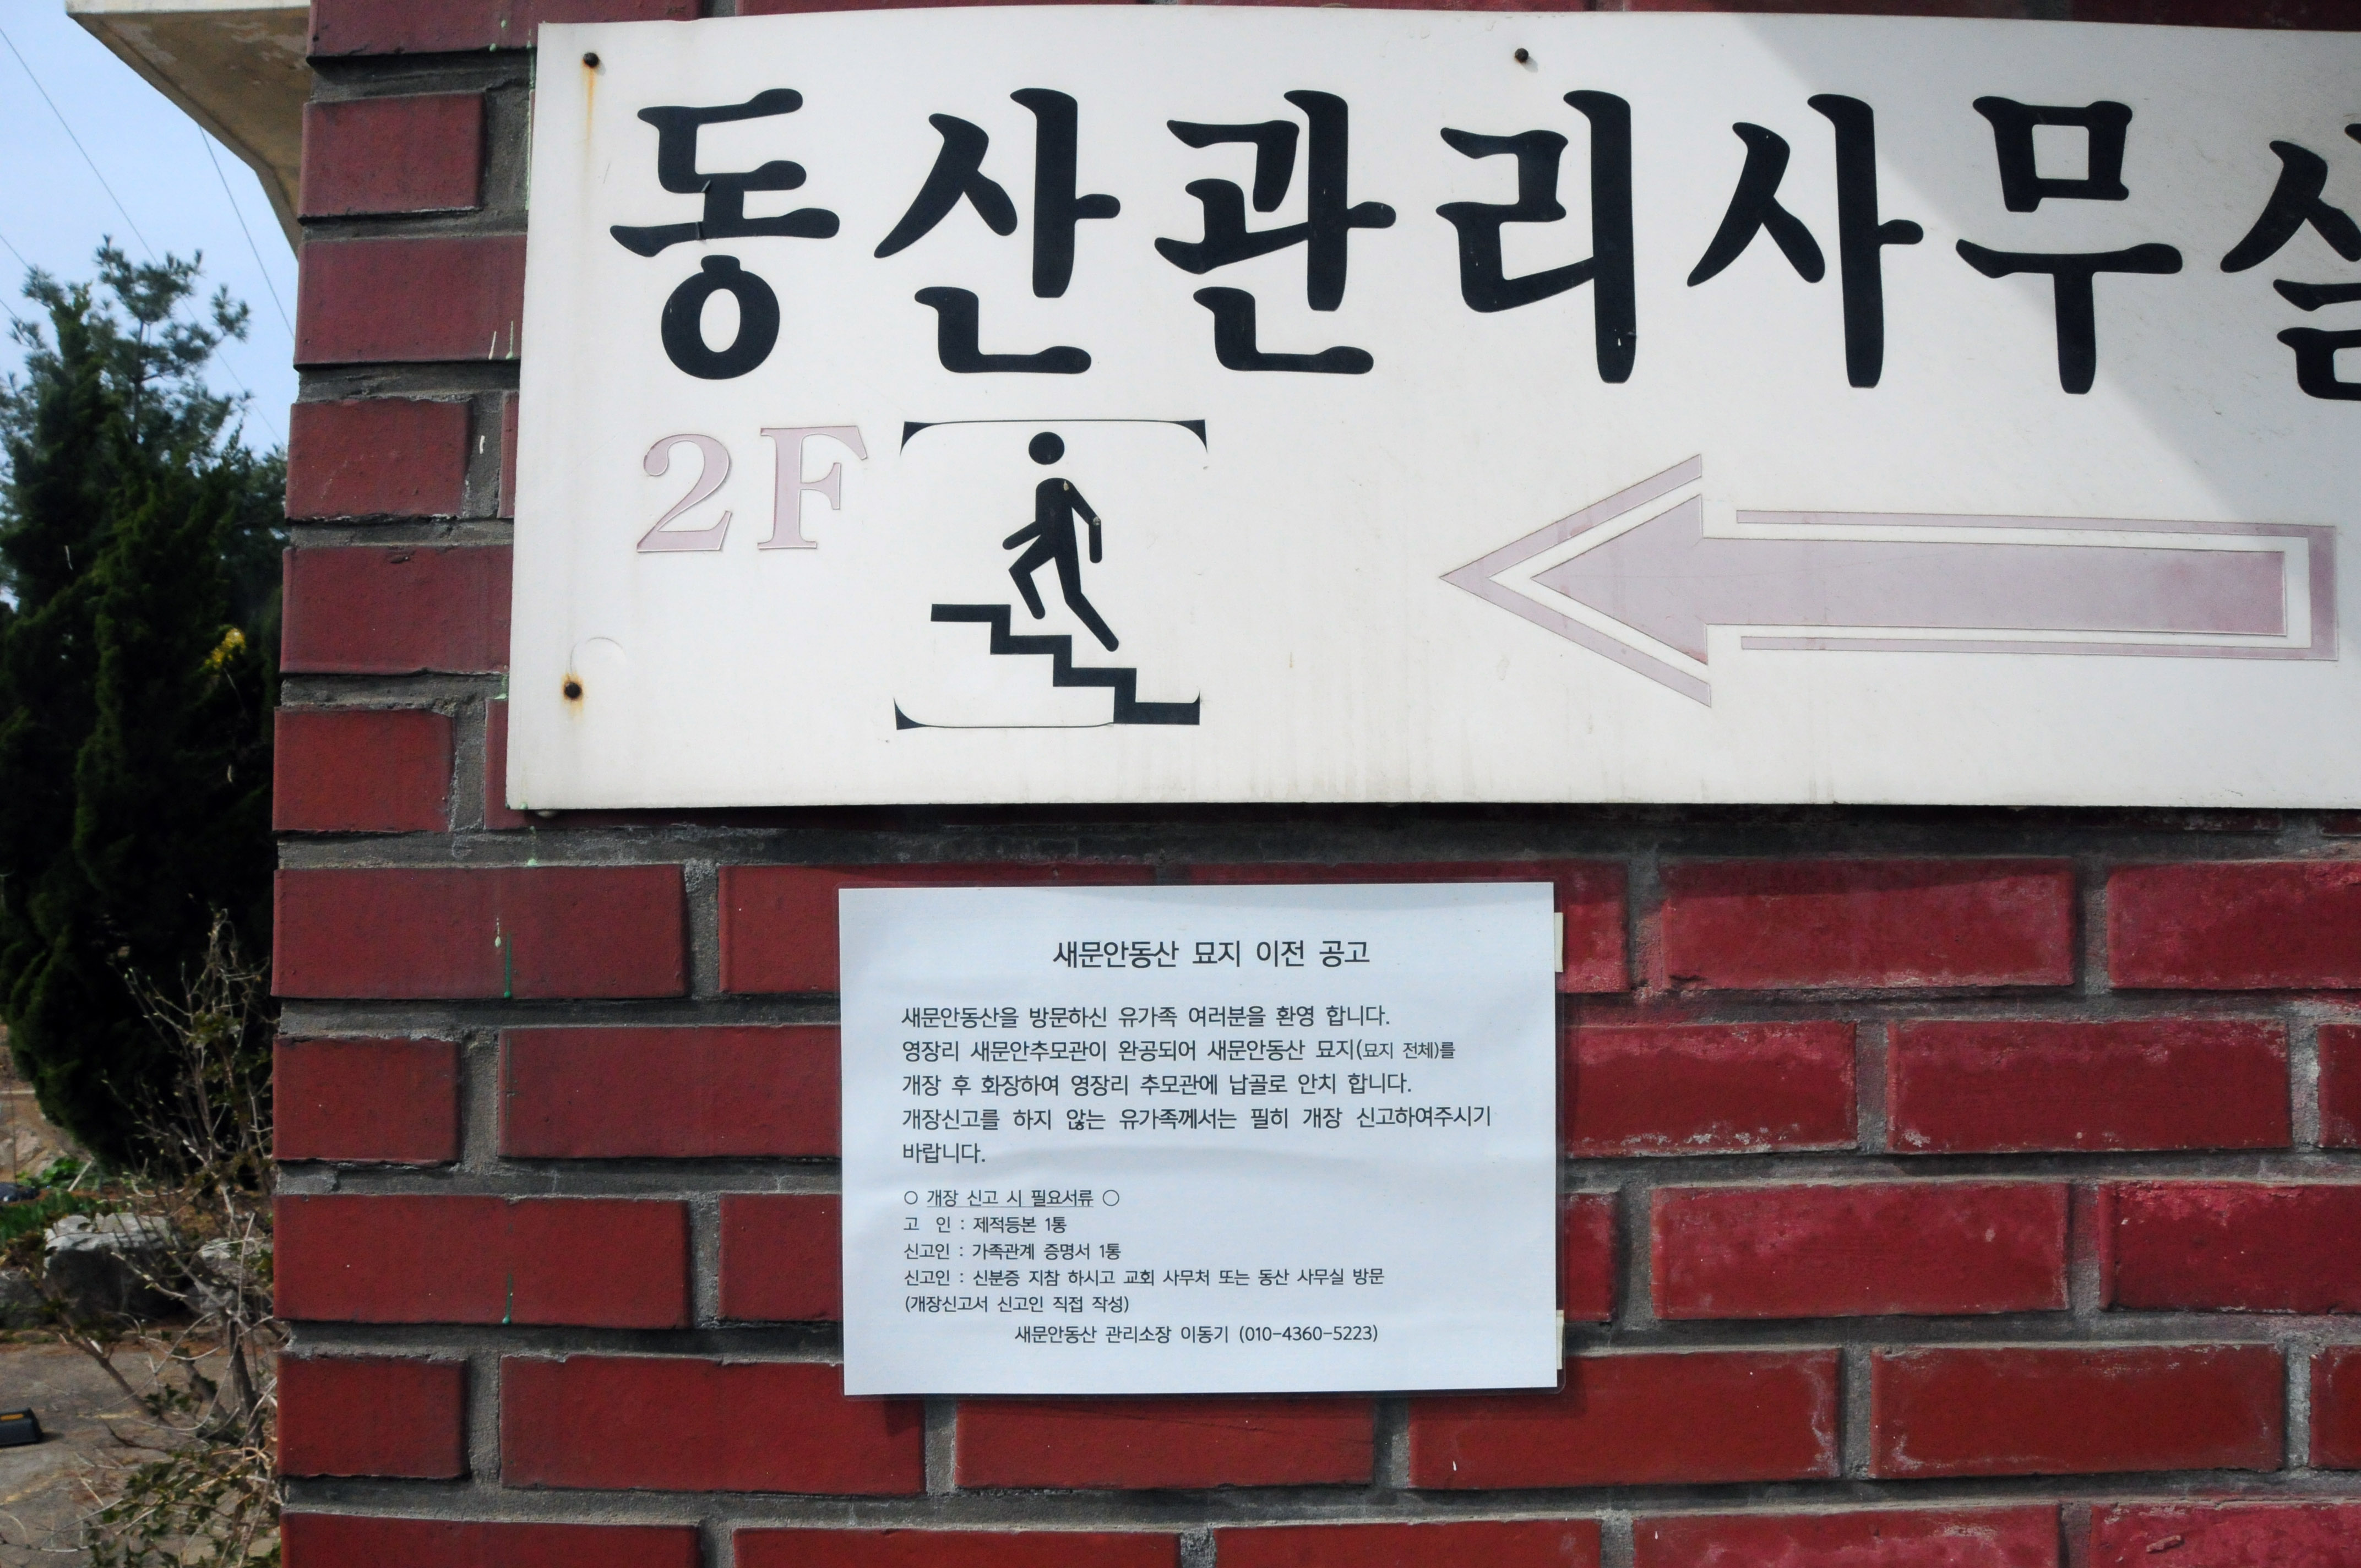 동산관리사무실
2F
새문안동산 묘지 이전 공고
새문안동산을 방문하신 유가족 여러분을 환영 합니다.
영장리 새문안추모관이 완공되어 새문안동산 묘지(묘지 전체)를
개장 후 화장하여 영장리 추모관에 납골로 안치 합니다.
개장신고를 하지 않는 유가족께서는 필히 개장 신고하여주시기
바랍니다.
○ 개장 신고 시 필요서류 ○
고 인 : 제적등본 1통
신고인 : 가족관계 증명서 1통
신고인 : 신분증 지참 하시고 교회 사무처 또는 동산 사무실 방문
(개장신고서 신고인 직접 작성)
새문안동산 관리소장 이동기 (010-4360-5223)